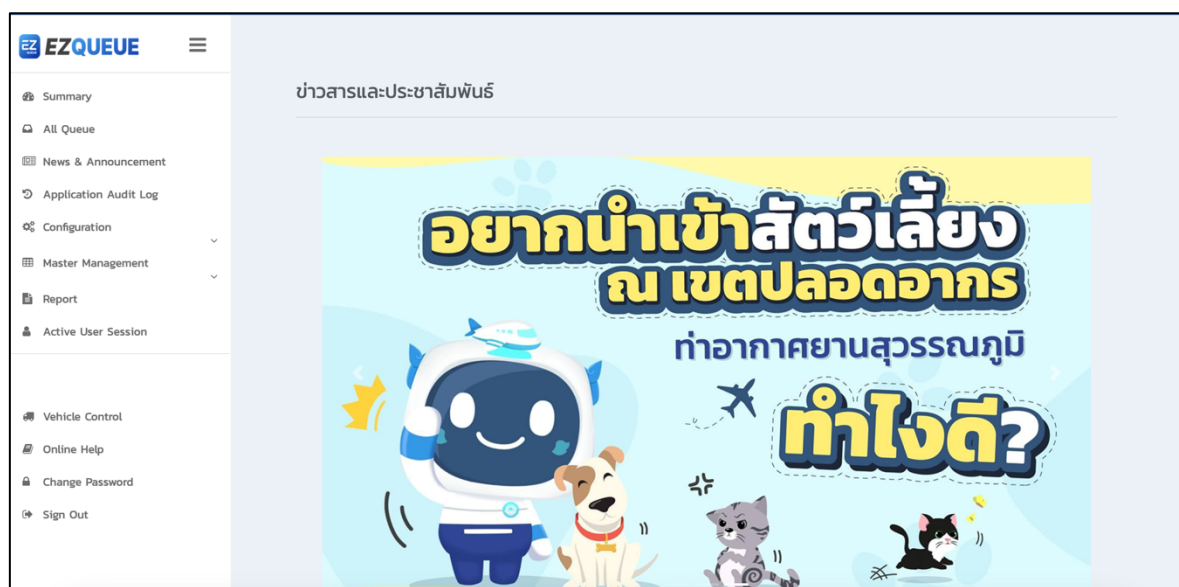 EZ EZQUEUE
Summary
All Queue
News & Announcement
Application Audit Log
Configuration
Master Management
Report
Active User Session
Vehicle Control
Online Help
Change Password
Sign Out
ข่าวสารและประชาสัมพันธ์
อยากนำเข้าสัตว์เลี้ยง
ณ เขตปลอดอากร
ท่าอากาศยานสุวรรณภูมิ
ทำไงดี?